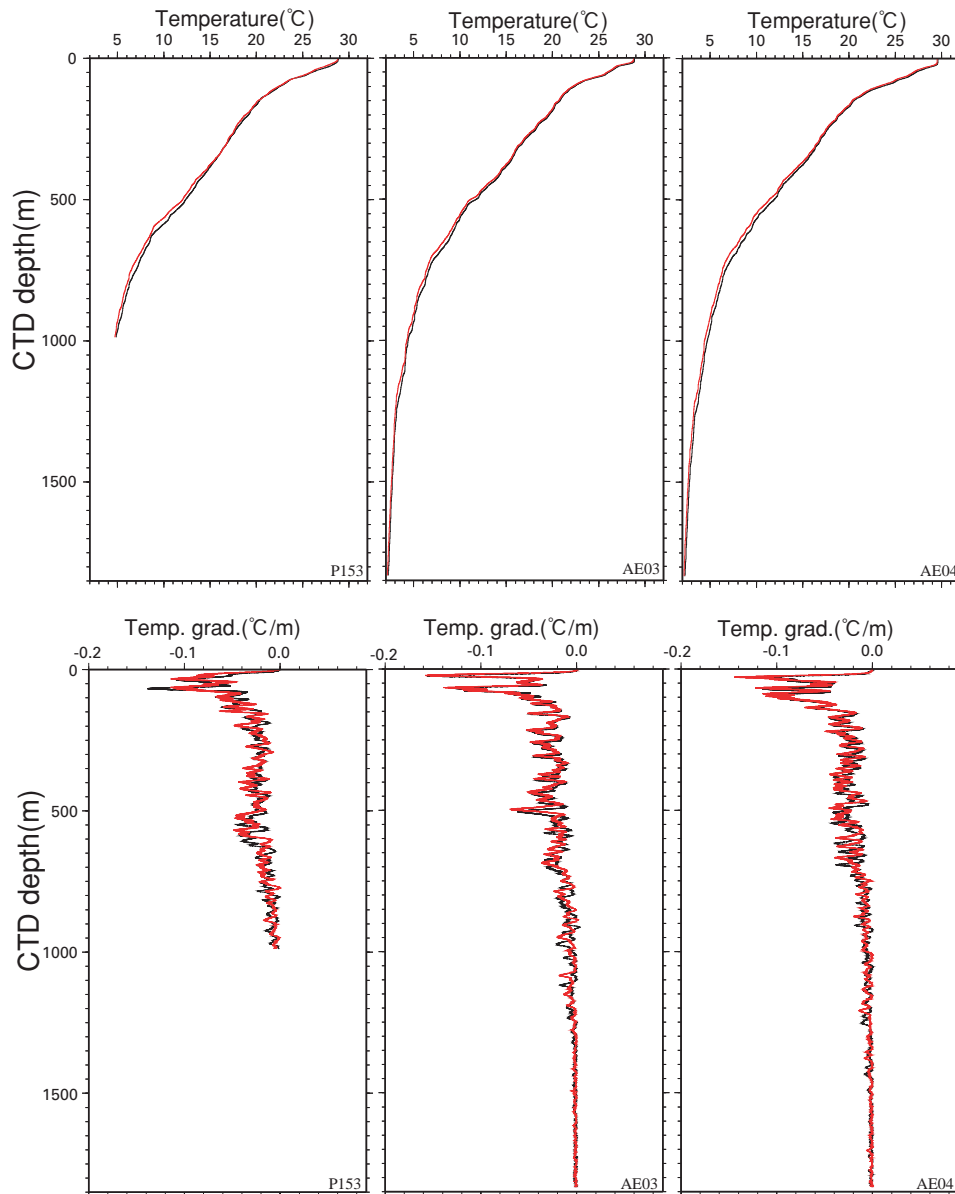 Temperature(℃) Temperature(℃) Temperature(℃)
5 10 15 20 25 30 5 10 15 20 25 30 5 10 15 20 25 30
0
500
1000
1500
CTD depth(m)
P153 AE03 AE04
Temp. grad.(℃/m) Temp. grad.(℃/m) Temp. grad.(℃/m)
-0.2 -0.1 0.0 -0.2 -0.1 0.0 -0.2 -0.1 0.0
0
500
1000
1500
CTD depth(m)
P153 AE03 AE04